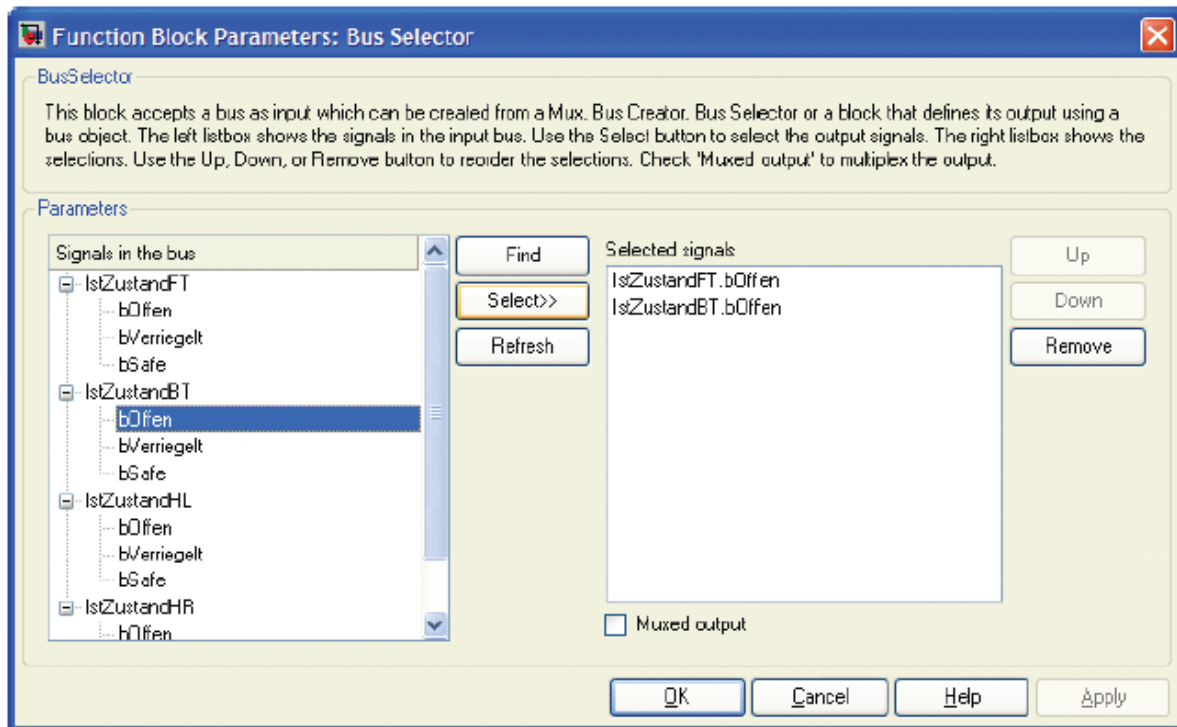 Function Block Parameters: Bus Selector
BusSelector
This block accepts a bus as input which can be created from a Mux, Bus Creator, Bus Selector or a block that defines its output using a
bus object. The left listbox shows the signals in the input bus. Use the Select button to select the output signals. The right listbox shows the
selections. Use the Up, Down, or Remove button to reorder the selections. Check 'Muxed output' to multiplex the output.
Parameters
Signals in the bus
IstZustandFT
bOffen
bVerriegelt
bSafe
IstZustandBT
bOffen
bVerriegelt
bSafe
IstZustandHL
bOffen
bVerriegelt
bSafe
IstZustandHR
bOffen
Find
Select>>
Refresh
Selected signals
IstZustandFT.bOffen
IstZustandBT.bOffen
Muxed output
Up
Down
Remove
OK
Cancel
Help
Apply